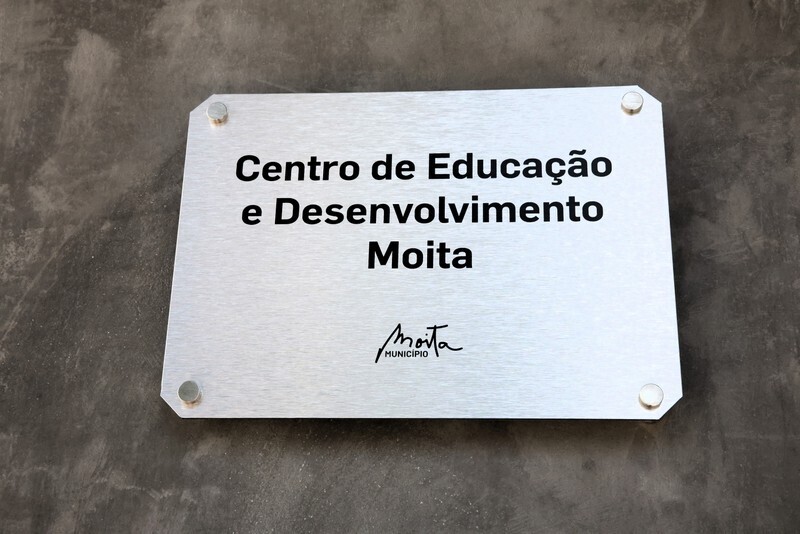 Centro de Educação
e Desenvolvimento
Moita
Moita
MUNICÍPIO